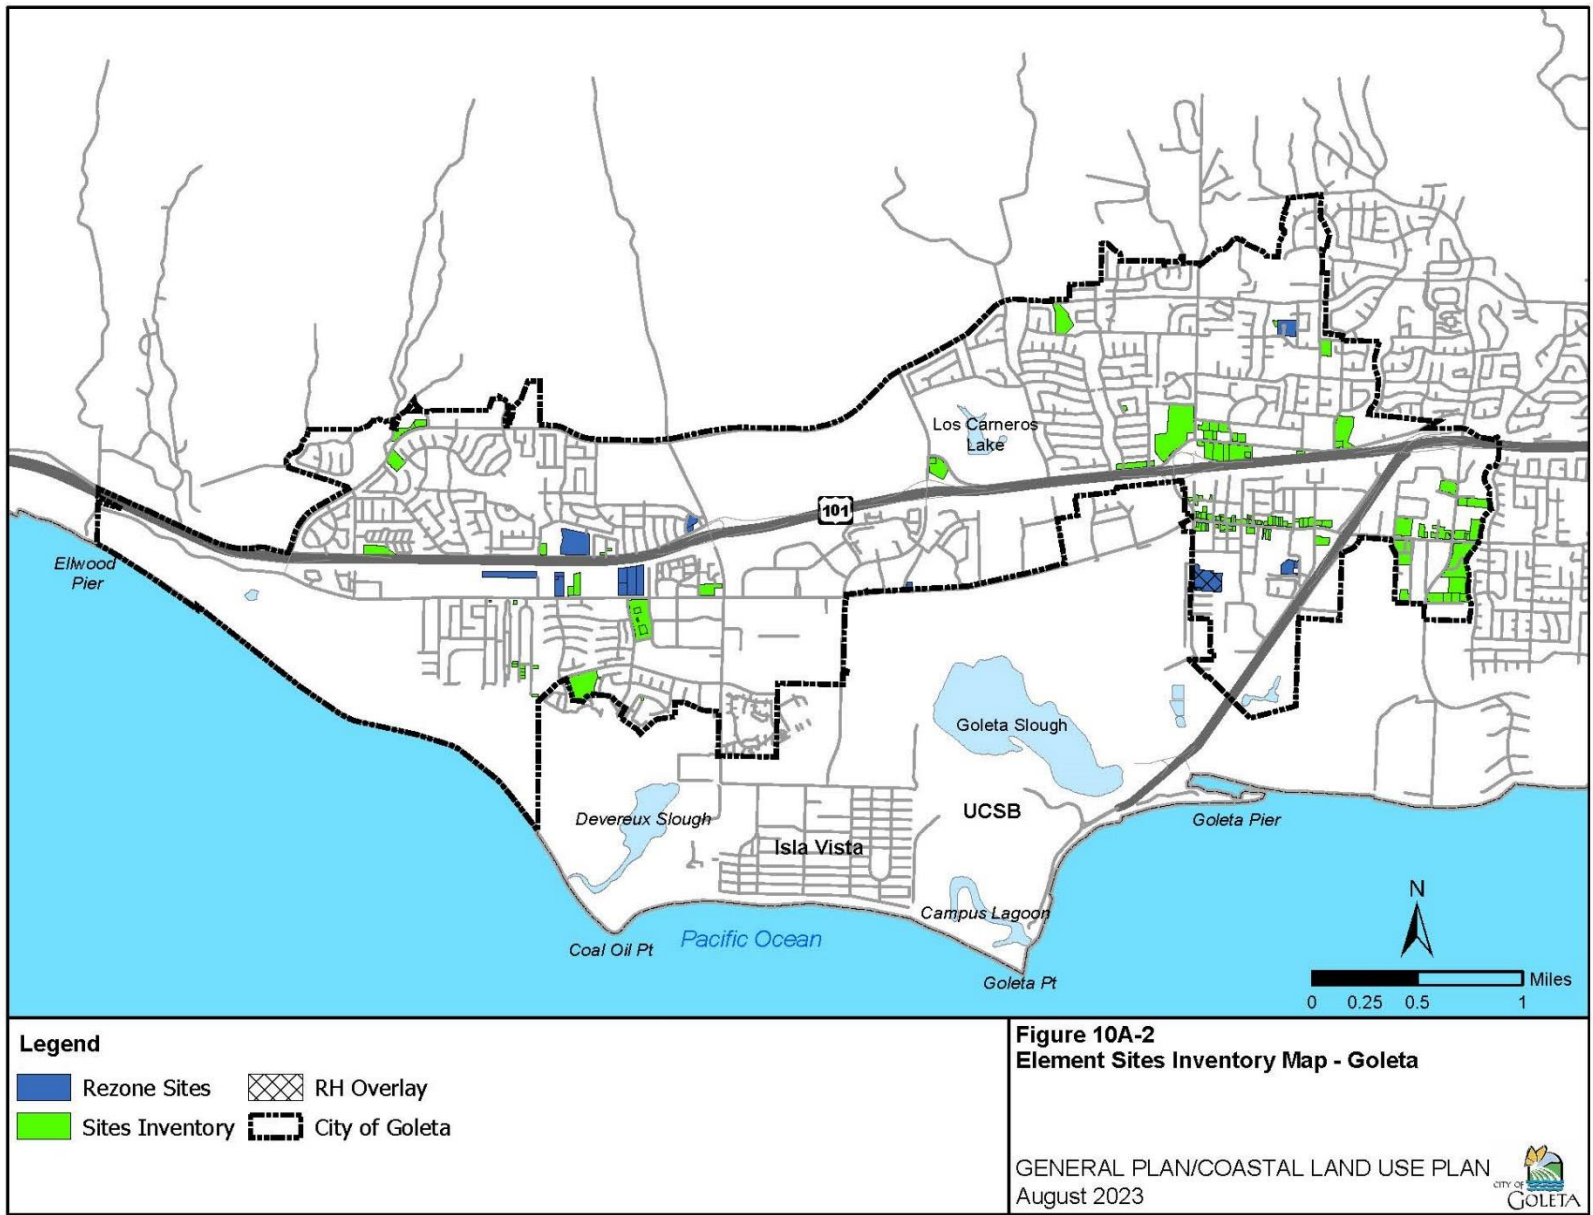 Los Carneros
Lake
101
Ellwood
Pier
Goleta Slough
UCSB
Devereux Slough
Isla Vista
Goleta Pier
Campus Lagoon
Pacific Ocean
Coal Oil Pt
Goleta Pt
N
Miles
0 0.25 0.5 1
Legend
Rezone Sites
RH Overlay
Sites Inventory
City of Goleta
Figure 10A-2
Element Sites Inventory Map - Goleta
GENERAL PLAN/COASTAL LAND USE PLAN
August 2023
CITY OF
GOLETA